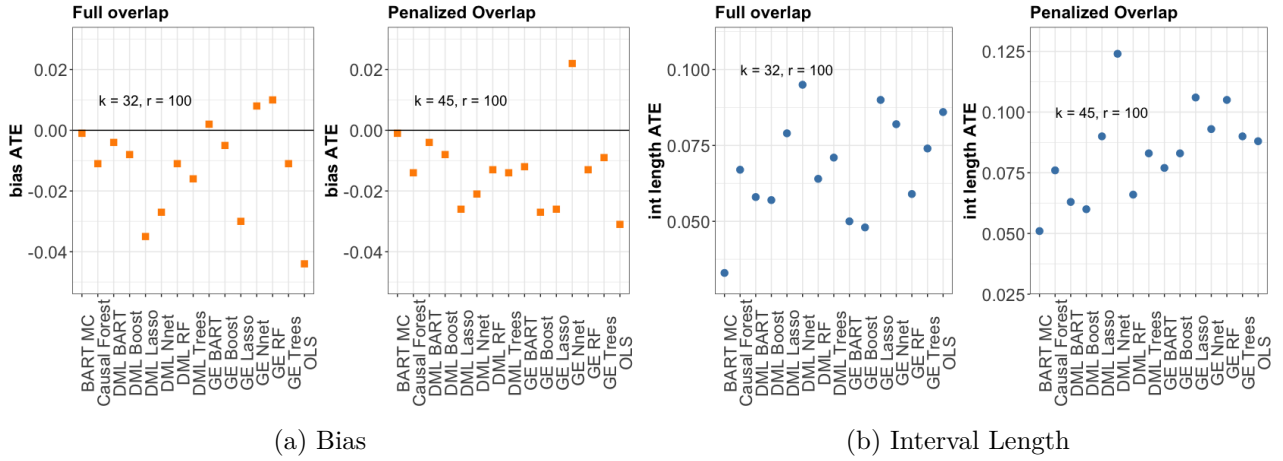 Full overlap
bias ATE
0.02
0.00
-0.02
-0.04
k = 32, r = 100
BART MC
Causal Forest
DML BART
DML Boost
DML Lasso
DML Nnet
DML RF
DML Trees
GE BART
GE Boost
GE Lasso
GE Nnet
GE RF
GE Trees
OLS
Penalized Overlap
bias ATE
0.02
0.00
-0.02
-0.04
k = 45, r = 100
BART MC
Causal Forest
DML BART
DML Boost
DML Lasso
DML Nnet
DML RF
DML Trees
GE BART
GE Boost
GE Lasso
GE Nnet
GE RF
GE Trees
OLS
(a) Bias
Full overlap
int length ATE
0.100
0.075
0.050
k = 32, r = 100
BART MC
Causal Forest
DML BART
DML Boost
DML Lasso
DML Nnet
DML RF
DML Trees
GE BART
GE Boost
GE Lasso
GE Nnet
GE RF
GE Trees
OLS
Penalized Overlap
int length ATE
0.125
0.100
0.075
0.050
0.025
k = 45, r = 100
BART MC
Causal Forest
DML BART
DML Boost
DML Lasso
DML Nnet
DML RF
DML Trees
GE BART
GE Boost
GE Lasso
GE Nnet
GE RF
GE Trees
OLS
(b) Interval Length